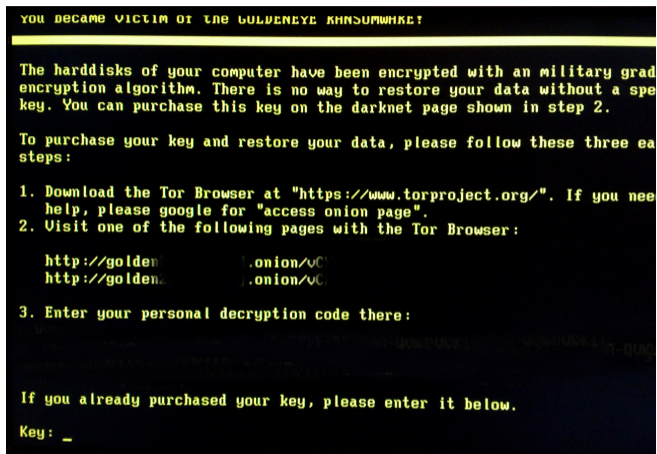 You became victim of the GOLDENEYE RANSOMWARE!
The harddisks of your computer have been encrypted with an military grad
encryption algorithm. There is no way to restore your data without a spe
key. You can purchase this key on the darknet page shown in step 2.
To purchase your key and restore your data, please follow these three ea
steps:
1. Download the Tor Browser at "https://www.torproject.org/". If you nee
help, please google for "access onion page".
2. Visit one of the following pages with the Tor Browser:
http://golden .onion/vC
http://golden .onion/vC
3. Enter your personal decryption code there:
If you already purchased your key, please enter it below.
Key: _